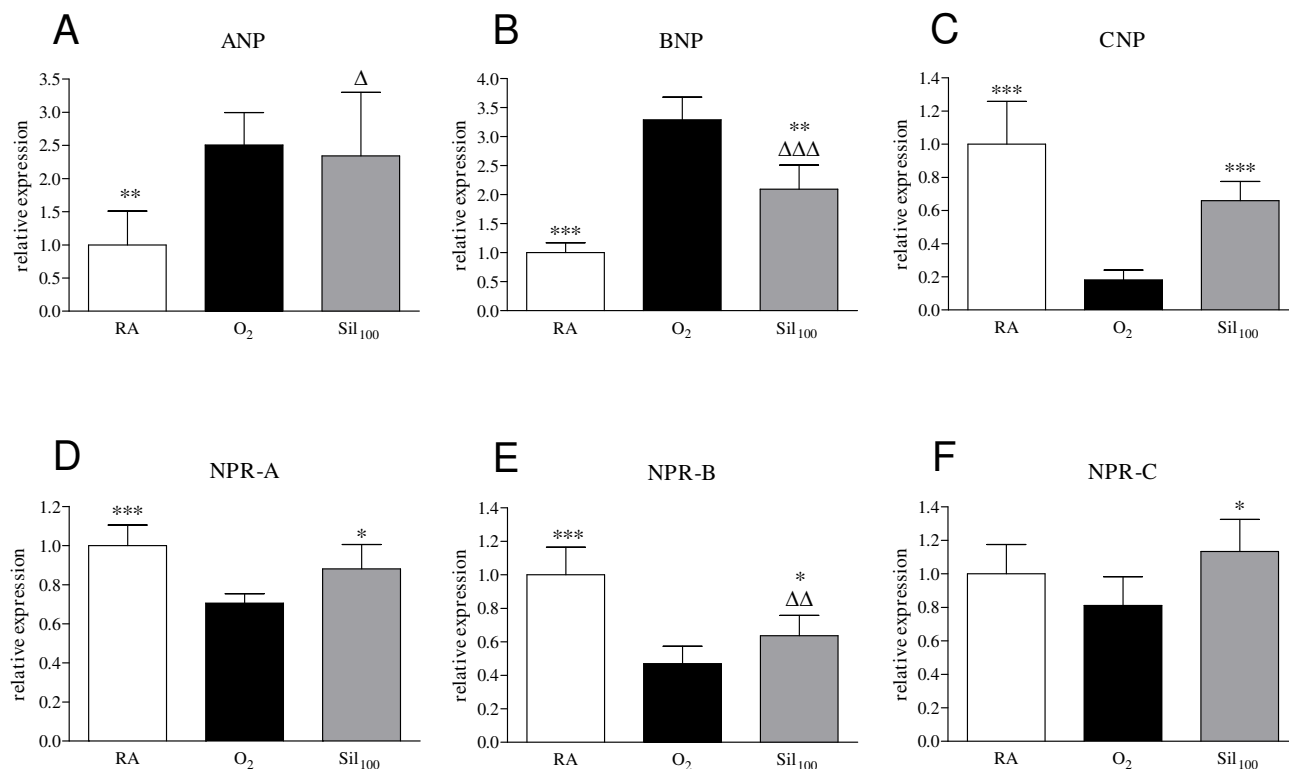 A
ANP
relative expression
3.5
3.0
2.5
2.0
1.5
1.0
0.5
0.0
**
Δ
RA
O₂
Sil₁₀₀
B
BNP
relative expression
4.0
3.5
3.0
2.5
2.0
1.5
1.0
0.5
0.0
***
**
ΔΔΔ
RA
O₂
Sil₁₀₀
C
CNP
relative expression
1.4
1.2
1.0
0.8
0.6
0.4
0.2
0.0
***
***
RA
O₂
Sil₁₀₀
D
NPR-A
relative expression
1.2
1.0
0.8
0.6
0.4
0.2
0.0
***
*
RA
O₂
Sil₁₀₀
E
NPR-B
relative expression
1.4
1.2
1.0
0.8
0.6
0.4
0.2
0.0
***
*
ΔΔ
RA
O₂
Sil₁₀₀
F
NPR-C
relative expression
1.4
1.2
1.0
0.8
0.6
0.4
0.2
0.0
*
RA
O₂
Sil₁₀₀